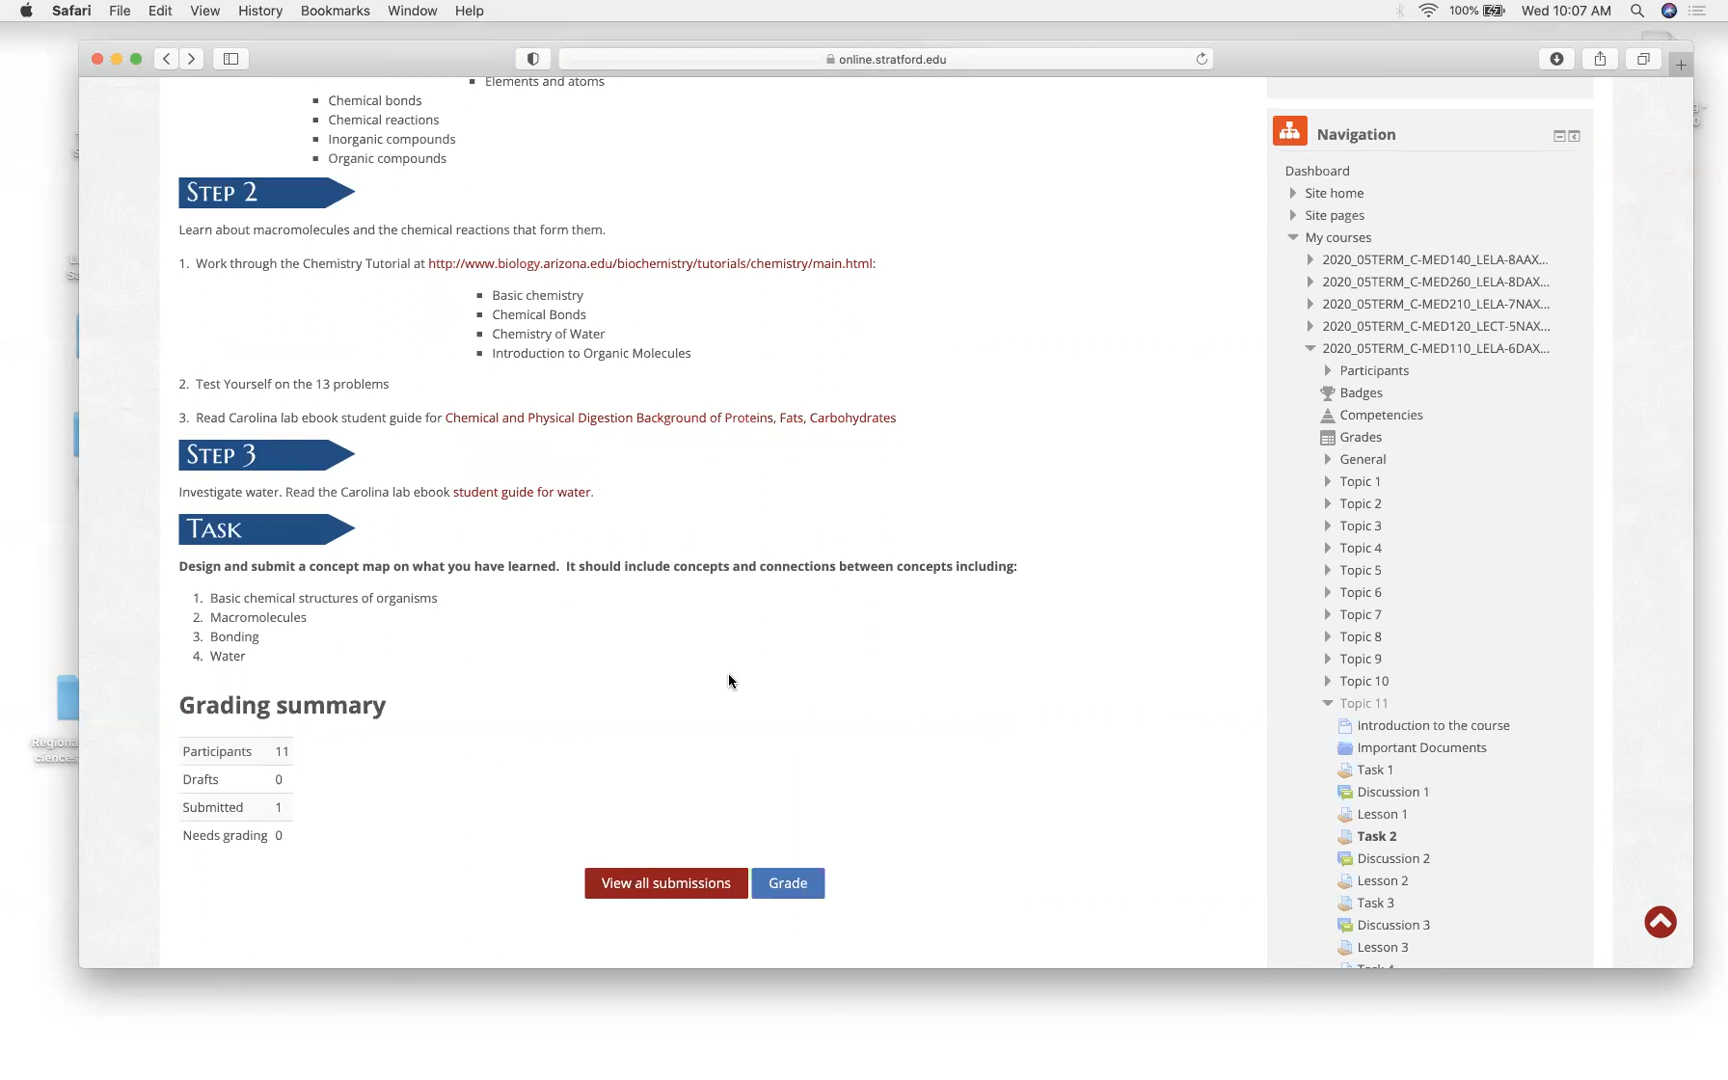 Safari File Edit View History Bookmarks Window Help 100% Wed 10:07 AM
online.stratford.edu
Elements and atoms
Chemical bonds
Chemical reactions
Inorganic compounds
Organic compounds
STEP 2
Learn about macromolecules and the chemical reactions that form them.
1. Work through the Chemistry Tutorial at http://www.biology.arizona.edu/biochemistry/tutorials/chemistry/main.html:
Basic chemistry
Chemical Bonds
Chemistry of Water
Introduction to Organic Molecules
2. Test Yourself on the 13 problems
3. Read Carolina lab ebook student guide for Chemical and Physical Digestion Background of Proteins, Fats, Carbohydrates
STEP 3
Investigate water. Read the Carolina lab ebook student guide for water.
TASK
Design and submit a concept map on what you have learned. It should include concepts and connections between concepts including:
1. Basic chemical structures of organisms
2. Macromolecules
3. Bonding
4. Water
Grading summary
Participants 11
Drafts 0
Submitted 1
Needs grading 0
View all submissions Grade
Navigation
Dashboard
Site home
Site pages
My courses
2020_05TERM_C-MED140_LELA-8AAX...
2020_05TERM_C-MED260_LELA-8DAX...
2020_05TERM_C-MED210_LELA-7NAX...
2020_05TERM_C-MED120_LECT-5NAX...
2020_05TERM_C-MED110_LELA-6DAX...
Participants
Badges
Competencies
Grades
General
Topic 1
Topic 2
Topic 3
Topic 4
Topic 5
Topic 6
Topic 7
Topic 8
Topic 9
Topic 10
Topic 11
Introduction to the course
Important Documents
Task 1
Discussion 1
Lesson 1
Task 2
Discussion 2
Lesson 2
Task 3
Discussion 3
Lesson 3